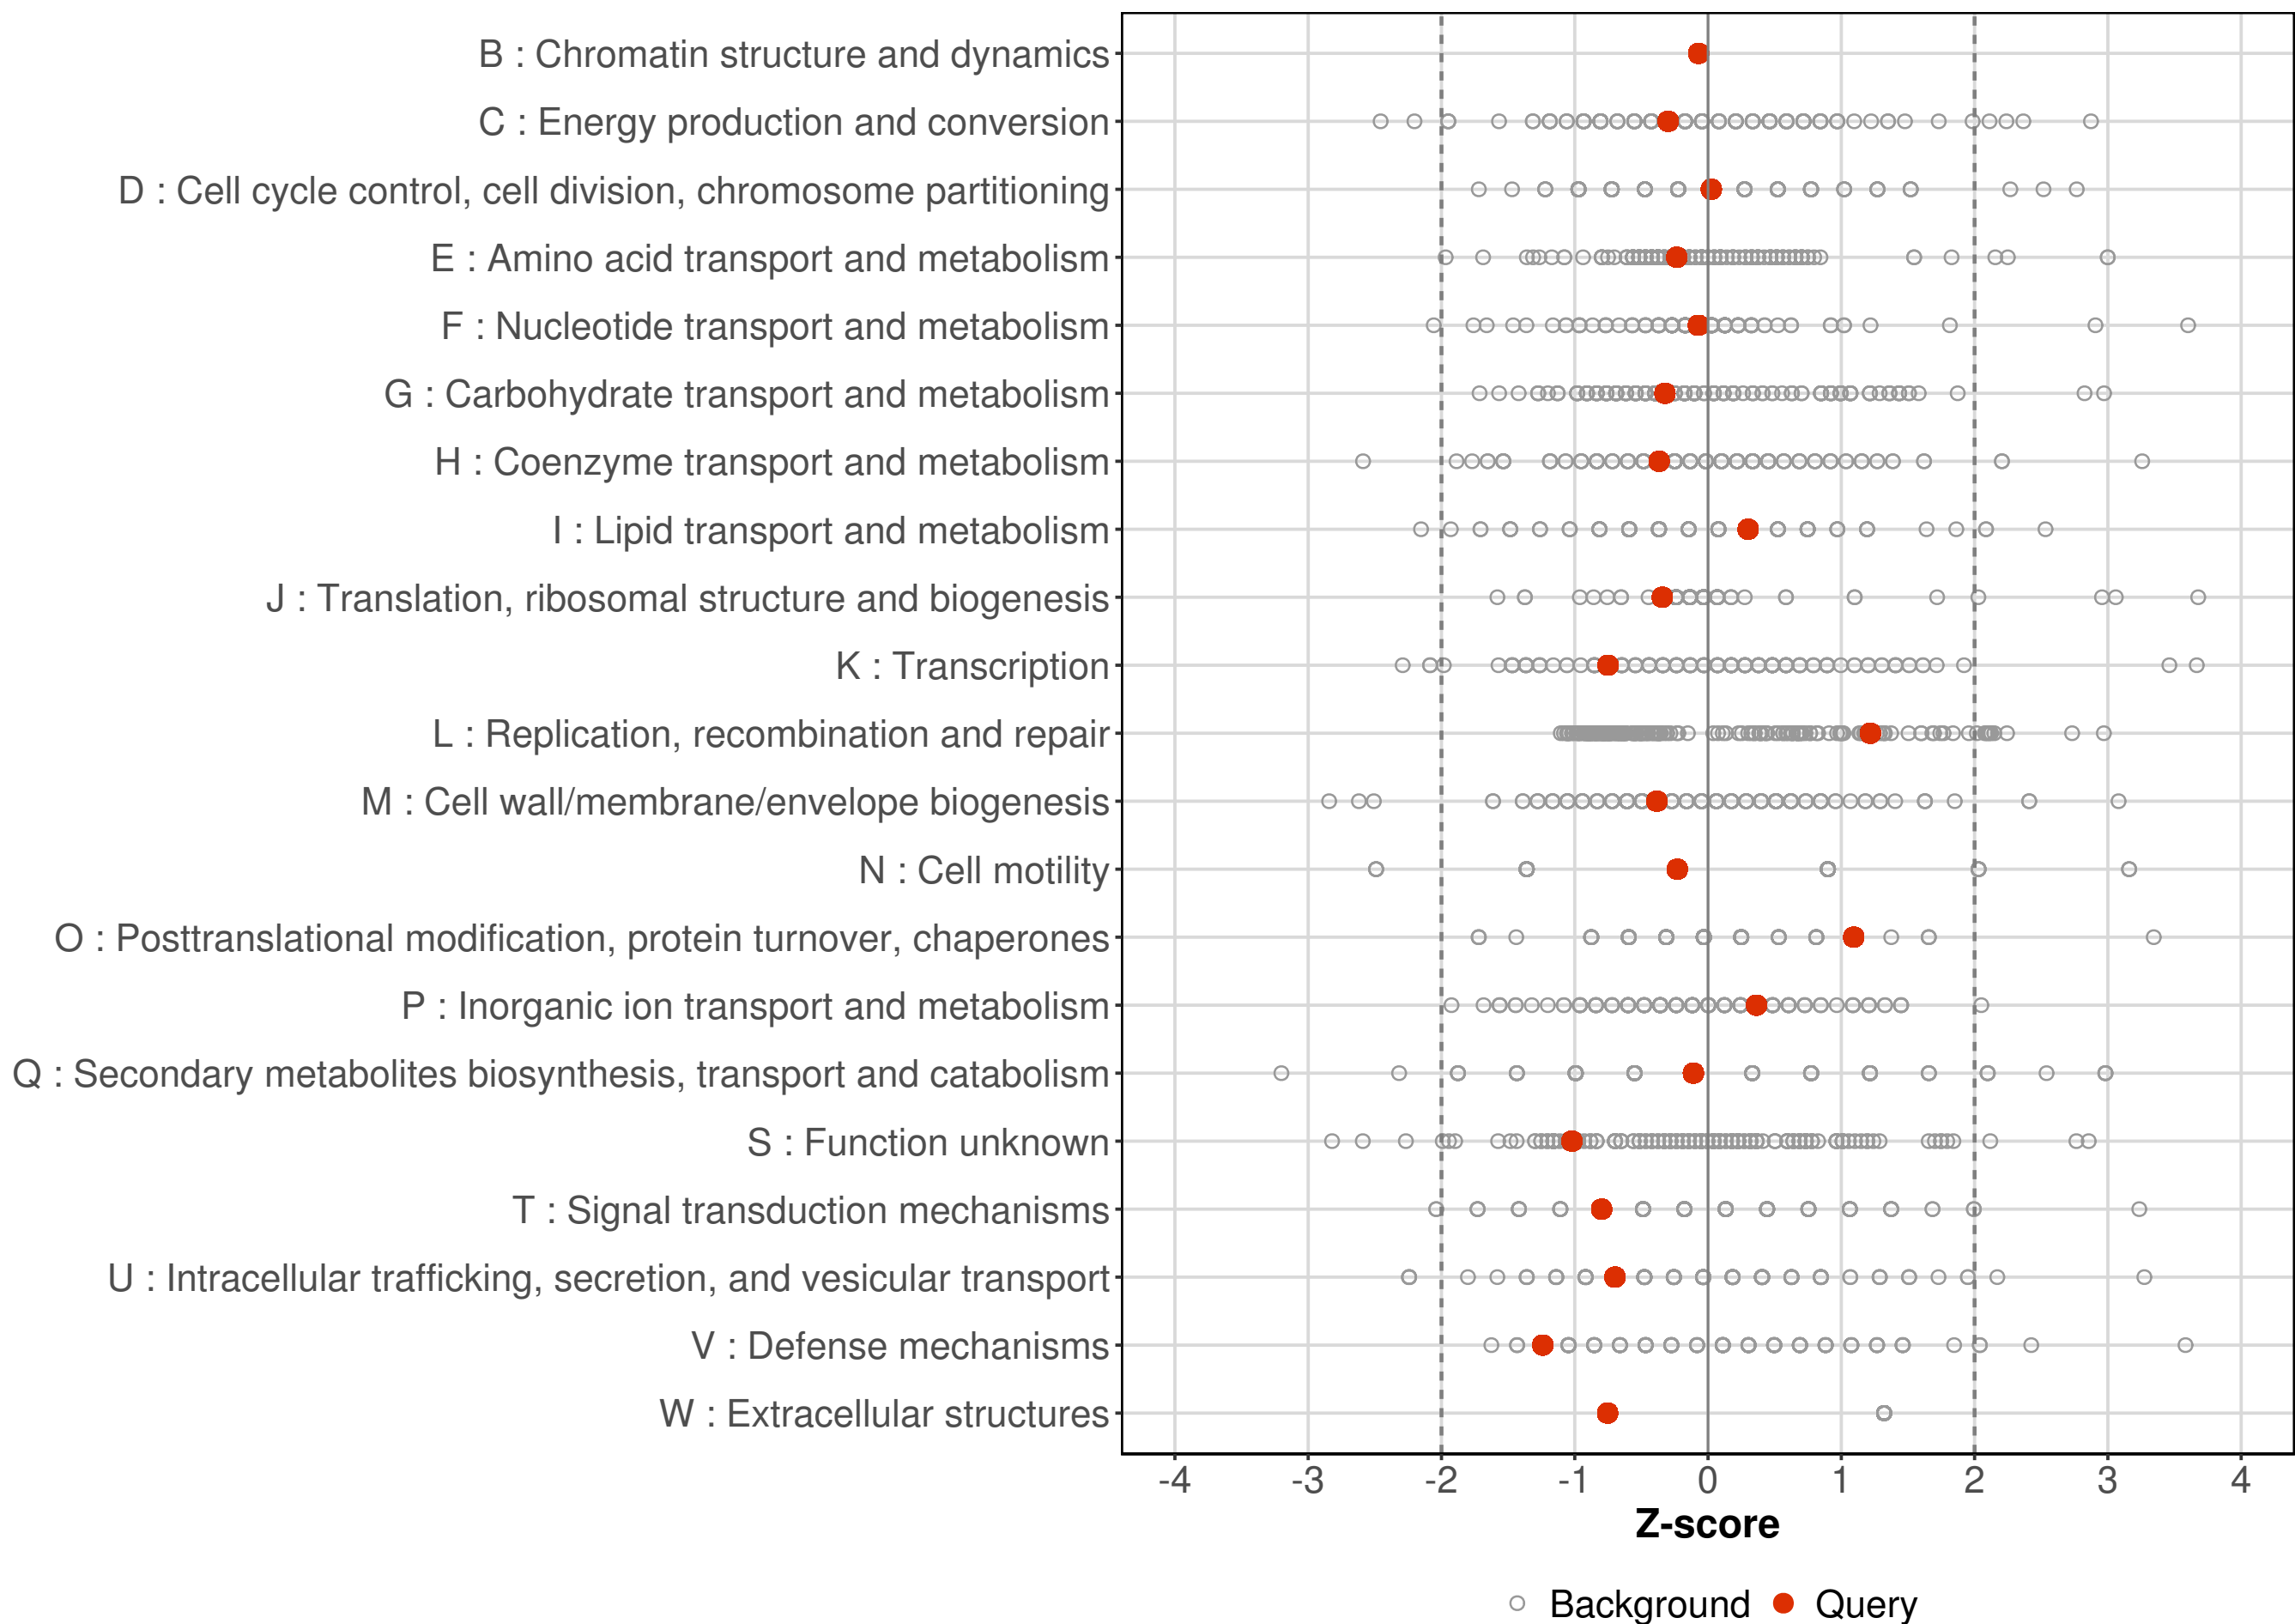 B : Chromatin structure and dynamics
C : Energy production and conversion
D : Cell cycle control, cell division, chromosome partitioning
E : Amino acid transport and metabolism
F : Nucleotide transport and metabolism
G : Carbohydrate transport and metabolism
H : Coenzyme transport and metabolism
I : Lipid transport and metabolism
J : Translation, ribosomal structure and biogenesis
K : Transcription
L : Replication, recombination and repair
M : Cell wall/membrane/envelope biogenesis
N : Cell motility
O : Posttranslational modification, protein turnover, chaperones
P : Inorganic ion transport and metabolism
Q : Secondary metabolites biosynthesis, transport and catabolism
S : Function unknown
T : Signal transduction mechanisms
U : Intracellular trafficking, secretion, and vesicular transport
V : Defense mechanisms
W : Extracellular structures
-4 -3 -2 -1 0 1 2 3 4
Z-score
Background Query